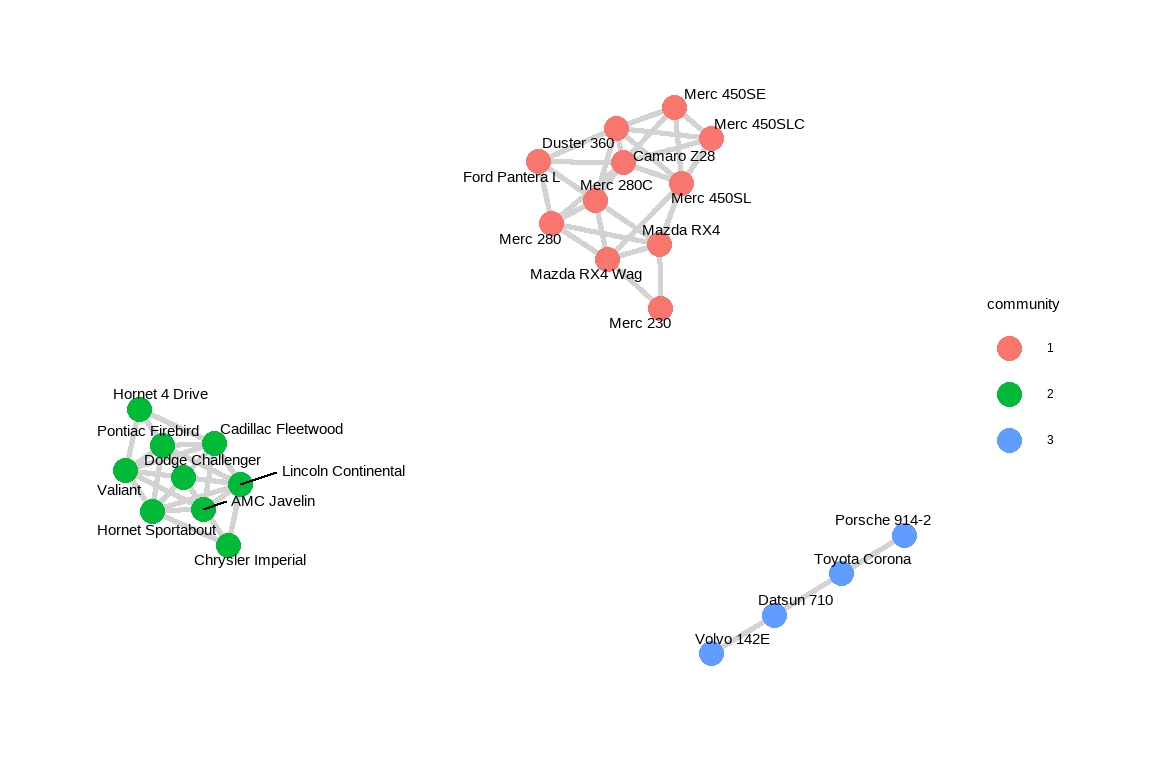 Merc 450SE
Merc 450SLC
Duster 360
Camaro Z28
Ford Pantera L
Merc 280C
Merc 450SL
Mazda RX4
Merc 280
Mazda RX4 Wag
Merc 230
community
1
2
3
Hornet 4 Drive
Pontiac Firebird
Cadillac Fleetwood
Dodge Challenger
Lincoln Continental
Valiant
AMC Javelin
Hornet Sportabout
Chrysler Imperial
Porsche 914-2
Toyota Corona
Datsun 710
Volvo 142E